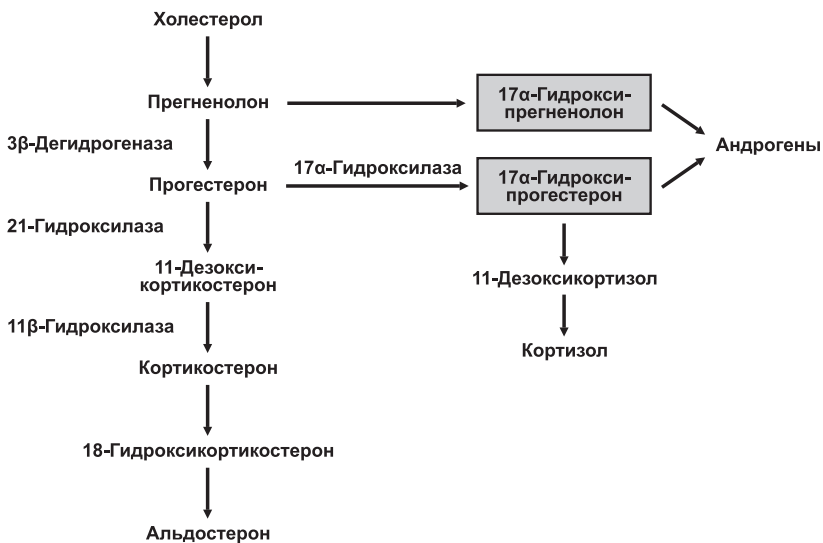 Холестерол
Прегненолон
17α-Гидрокси-
прегненолон
3β-Дегидрогеназа
Андрогены
17α-Гидроксилаза
Прогестерон
17α-Гидрокси-
прогестерон
21-Гидроксилаза
11-Дезокси-
кортикостерон
11-Дезоксикортизол
11β-Гидроксилаза
Кортизол
Кортикостерон
18-Гидроксикортикостерон
Альдостерон